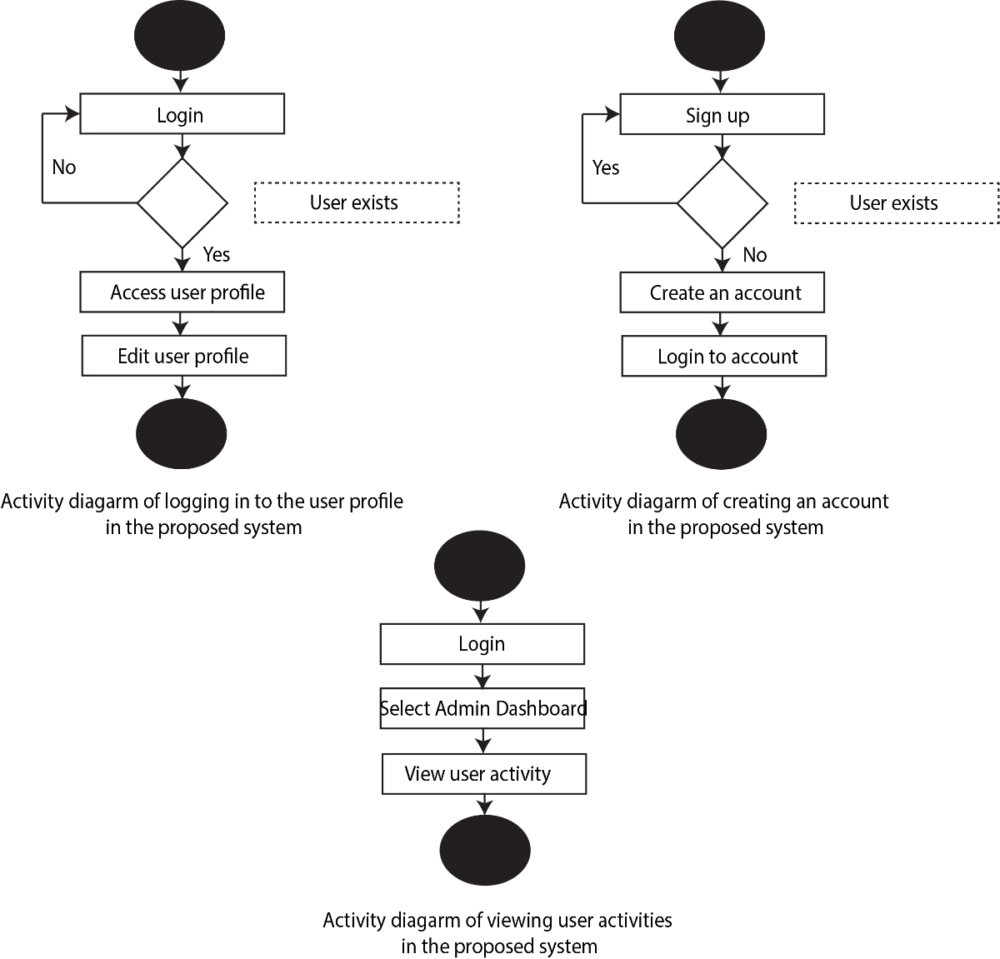 Login
No
User exists
Yes
Access user profile
Edit user profile
Activity diagarm of logging in to the user profile
in the proposed system
Sign up
Yes
User exists
No
Create an account
Login to account
Activity diagarm of creating an account
in the proposed system
Login
Select Admin Dashboard
View user activity
Activity diagarm of viewing user activities
in the proposed system